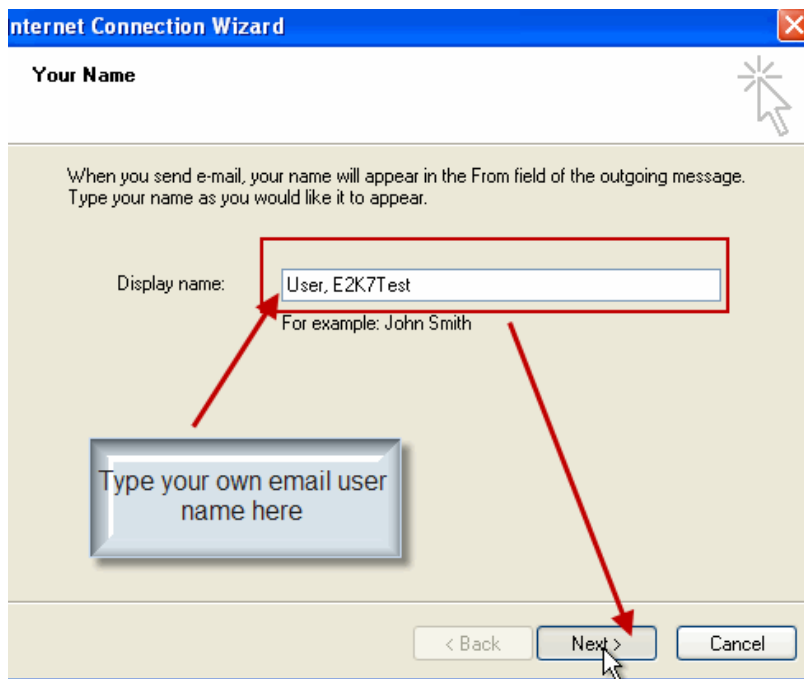 nternet Connection Wizard
Your Name
When you send e-mail, your name will appear in the From field of the outgoing message.
Type your name as you would like it to appear.
Display name:
User, E2K7Test
For example: John Smith
Type your own email user
name here
< Back
Next >
Cancel